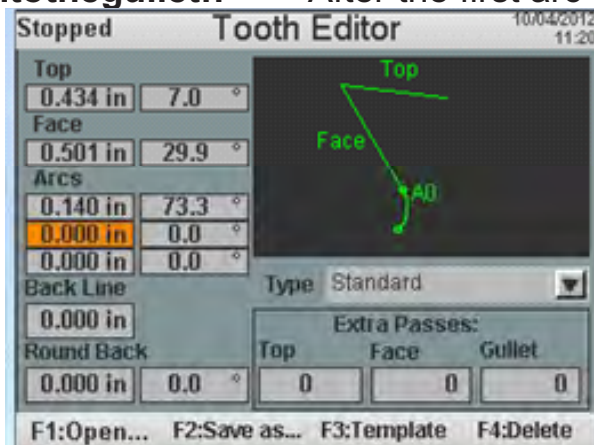 Stopped Tooth Editor 10/04/2012
11:20
Top
0.434 in 7.0 °
Face
0.501 in 29.9 °
Arcs
0.140 in 73.3 °
0.000 in 0.0 °
0.000 in 0.0 °
Back Line
0.000 in
Round Back
0.000 in 0.0 °
Top
Face
A0
Type Standard
Extra Passes:
Top Face Gullet
0 0 0
F1:Open... F2:Save as... F3:Template F4:Delete